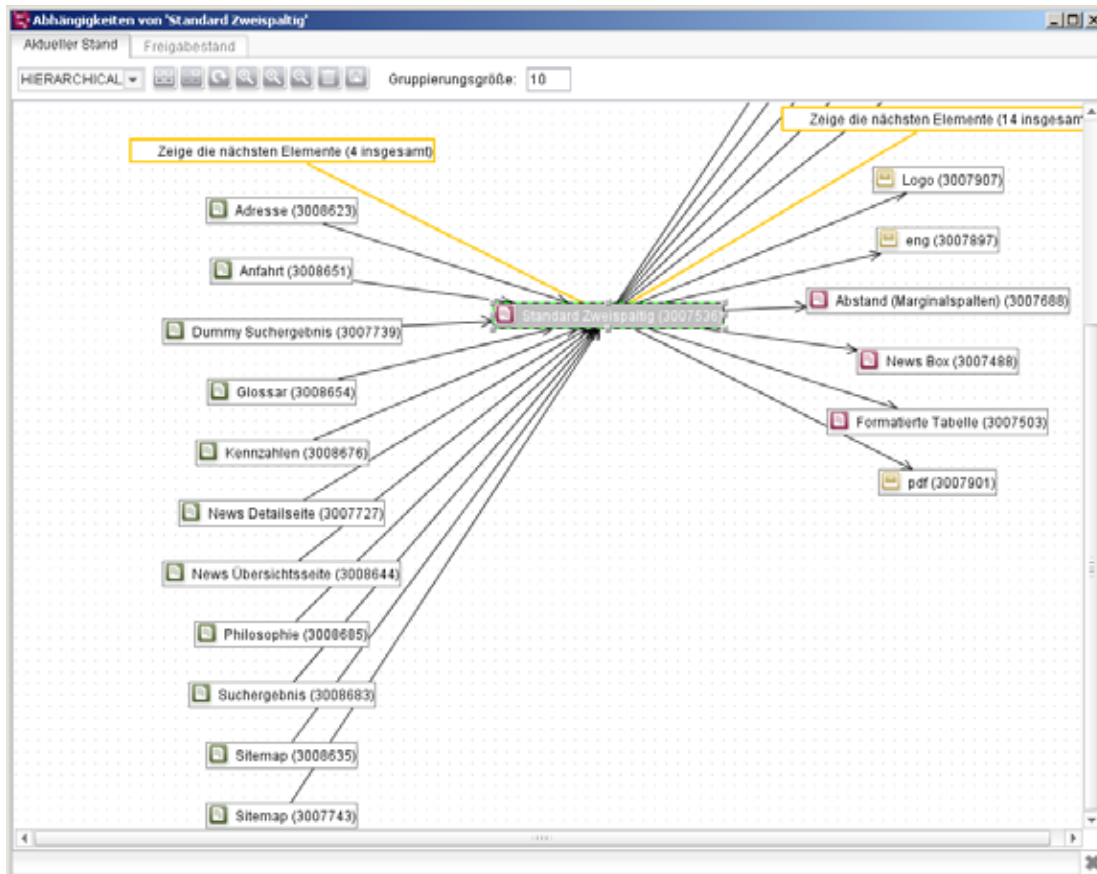 Abhängigkeiten von 'Standard Zweispaltig'
Aktueller Stand
Freigabestand
HIERARCHICAL
Gruppierungsgröße: 10
Zeige die nächsten Elemente (4 insgesamt)
Zeige die nächsten Elemente (14 insgesam
Adresse (3008623)
Anfahrt (3008651)
Dummy Suchergebnis (3007739)
Glossar (3008654)
Kennzahlen (3008676)
News Detailseite (3007727)
News Übersichtsseite (3008644)
Philosophie (3008685)
Suchergebnis (3008683)
Sitemap (3008635)
Sitemap (3007743)
Standard Zweispaltig (3007536)
Logo (3007907)
eng (3007897)
Abstand (Marginalspalten) (3007688)
News Box (3007488)
Formatierte Tabelle (3007503)
pdf (3007901)